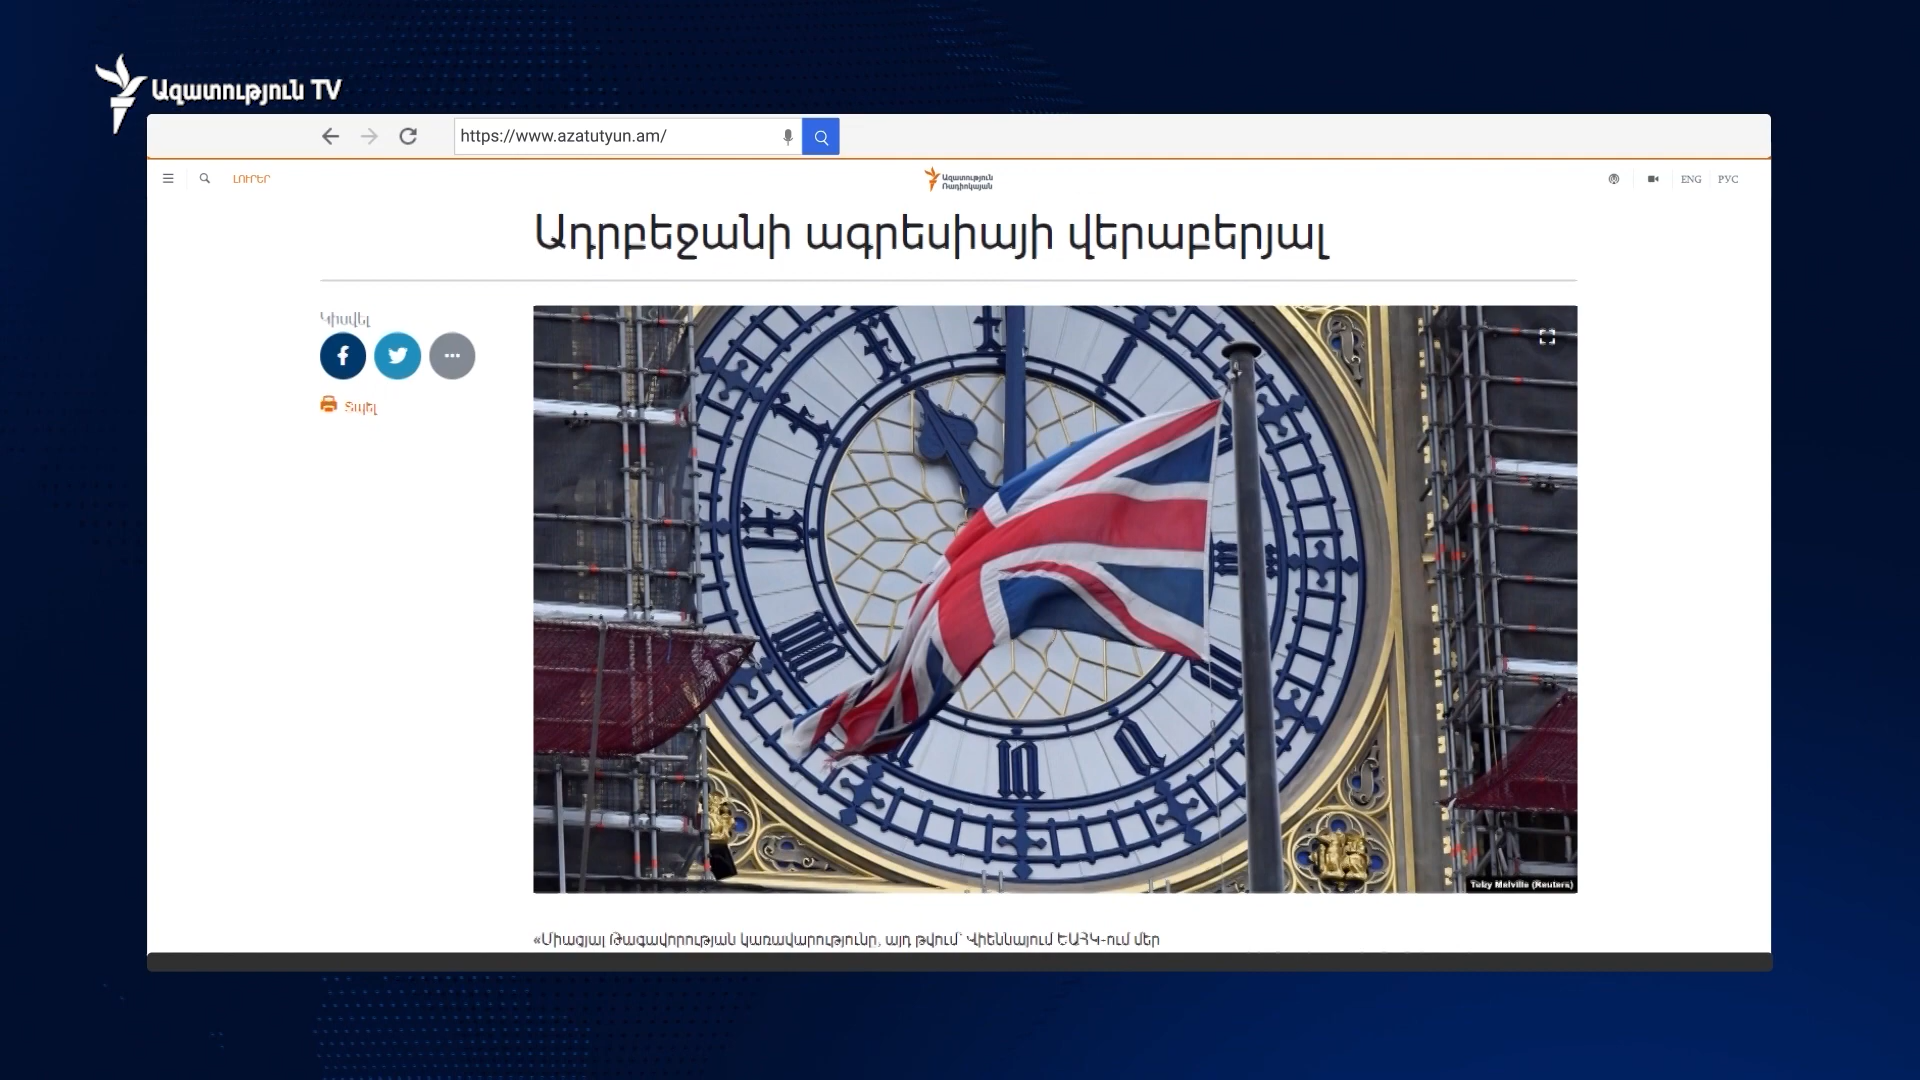 Ազատություն TV
https://www.azatutyun.am/
ԼՈՒՐԵՐ
Ազատություն
Ռադիոկայան
ENG
РУС
Ադրբեջանի ագրեսիայի վերաբերյալ
Կիսվել
Տպել
Toby Melville (Reuters)
«Միացյալ Թագավորության կառավարությունը, այդ թվում՝ Վիեննայում ԵԱՀԿ-ում մեր